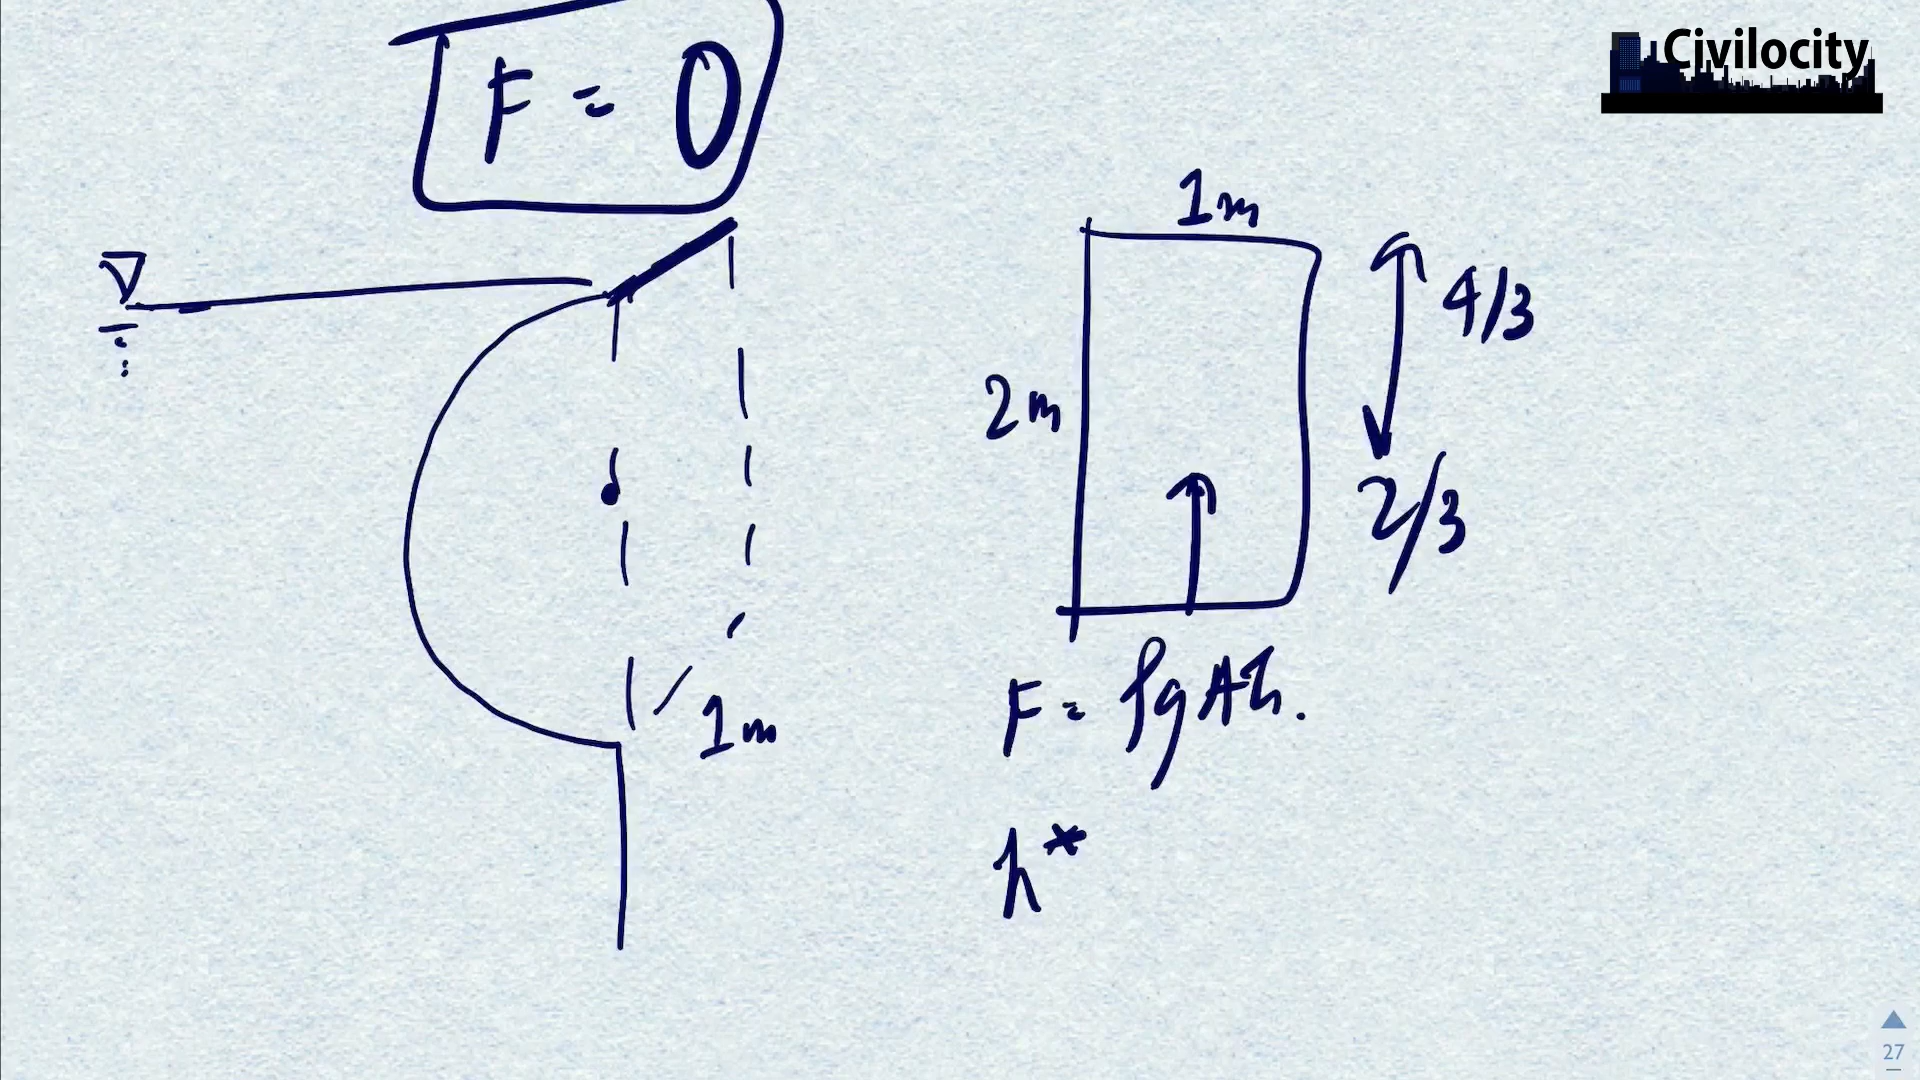 Civilocity
F = 0
1m
4/3
2m
2/3
1m
F = ρgAh̄.
h*
27